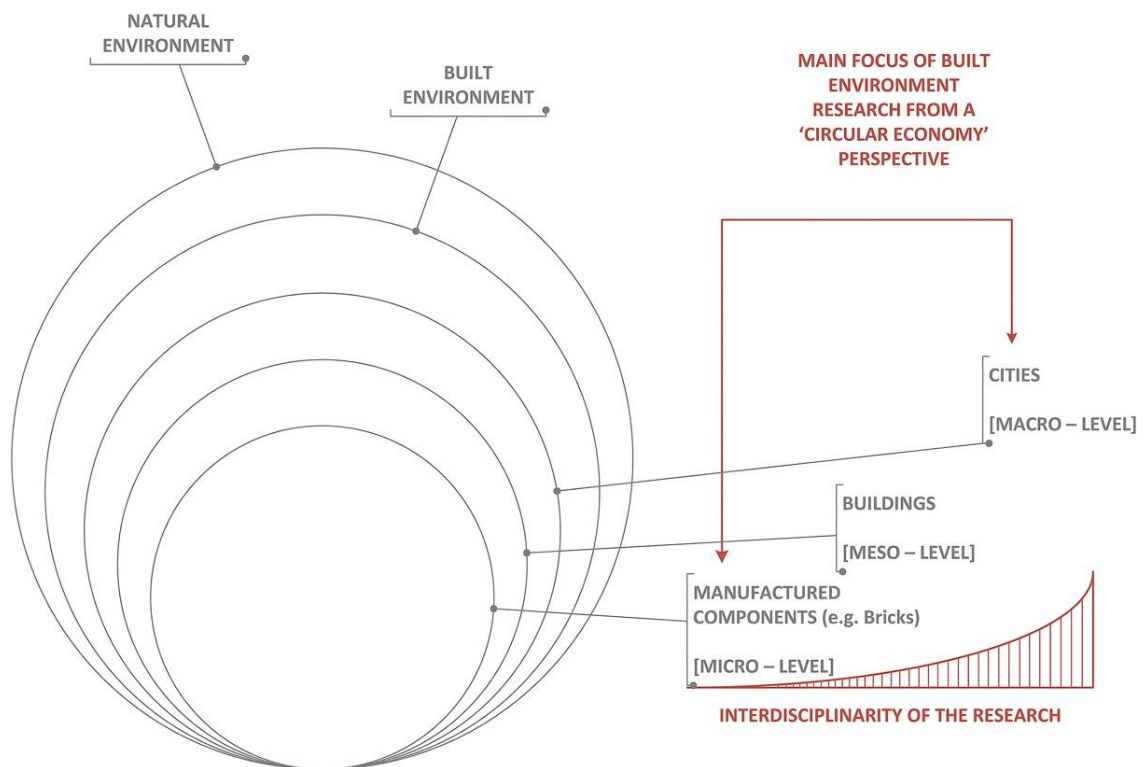 NATURAL
ENVIRONMENT
BUILT
ENVIRONMENT
MAIN FOCUS OF BUILT
ENVIRONMENT
RESEARCH FROM A
‘CIRCULAR ECONOMY’
PERSPECTIVE
CITIES
[MACRO – LEVEL]
BUILDINGS
[MESO – LEVEL]
MANUFACTURED
COMPONENTS (e.g. Bricks)
[MICRO – LEVEL]
INTERDISCIPLINARITY OF THE RESEARCH